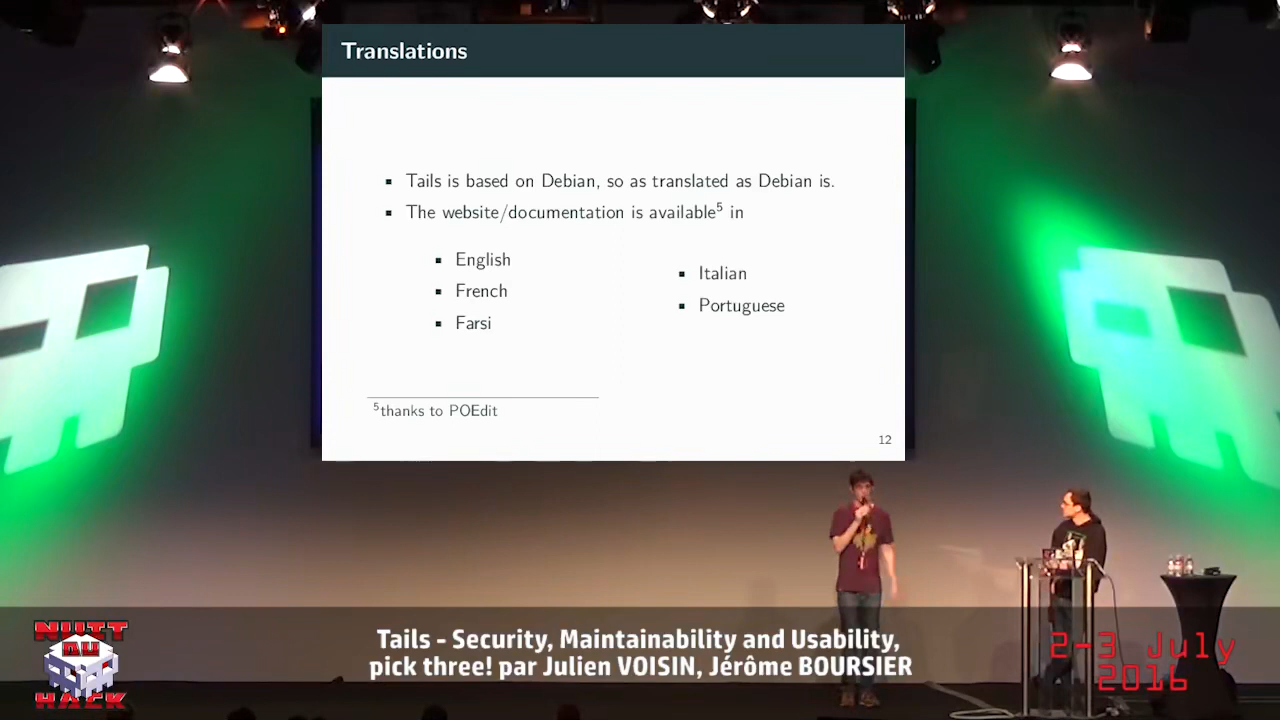 Translations
▪ Tails is based on Debian, so as translated as Debian is.
▪ The website/documentation is available⁵ in
▪ English
▪ French
▪ Farsi
▪ Italian
▪ Portuguese
⁵thanks to POEdit
12
NUIT
DU
HACK
Tails - Security, Maintainability and Usability,
pick three! par Julien VOISIN, Jérôme BOURSIER
2-3 July
2016